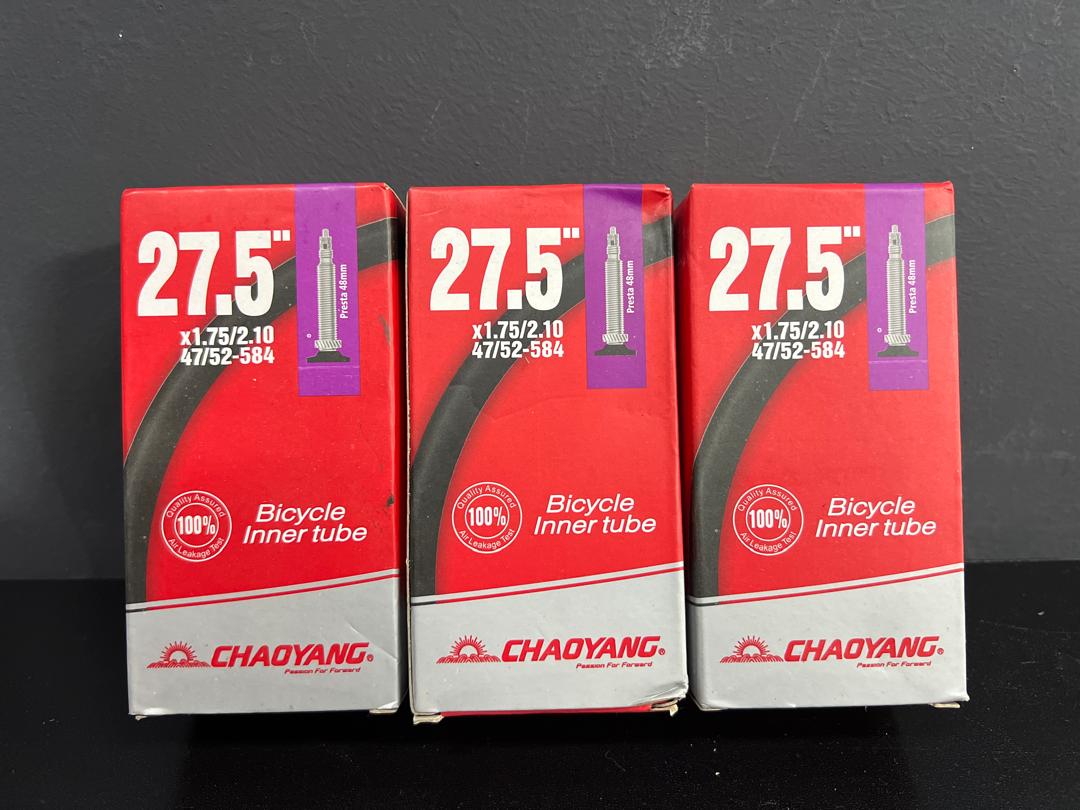 27.5"
x1.75/2.10
47/52-584
Presta 48mm
Quality Assured
100%
Air Leakage Test
Bicycle
Inner tube
CHAOYANG®
Passion For Forward
27.5"
x1.75/2.10
47/52-584
Presta 48mm
Quality Assured
100%
Air Leakage Test
Bicycle
Inner tube
CHAOYANG®
Passion For Forward
27.5"
x1.75/2.10
47/52-584
Presta 48mm
Quality Assured
100%
Air Leakage Test
Bicycle
Inner tube
CHAOYANG®
Passion For Forward